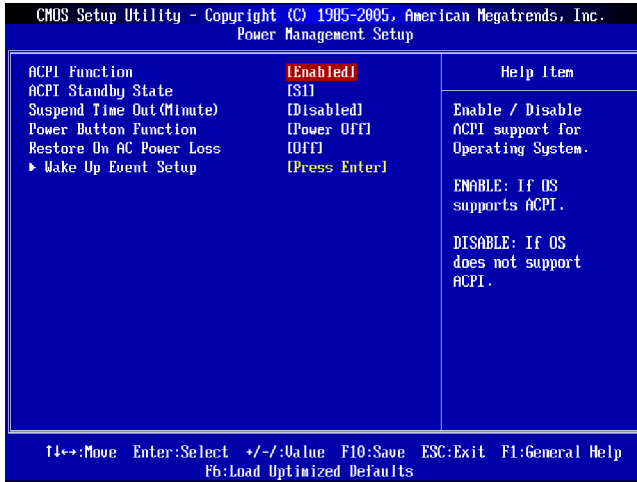 CMOS Setup Utility - Copyright (C) 1985-2005, American Megatrends, Inc.
Power Management Setup
ACPI Function [Enabled]
ACPI Standby State [S1]
Suspend Time Out(Minute) [Disabled]
Power Button Function [Power Off]
Restore On AC Power Loss [Off]
▶ Wake Up Event Setup [Press Enter]
Help Item
Enable / Disable
ACPI support for
Operating System.
ENABLE: If OS
supports ACPI.
DISABLE: If OS
does not support
ACPI.
↑↓←→:Move Enter:Select +/-/:Value F10:Save ESC:Exit F1:General Help
F6:Load Optimized Defaults